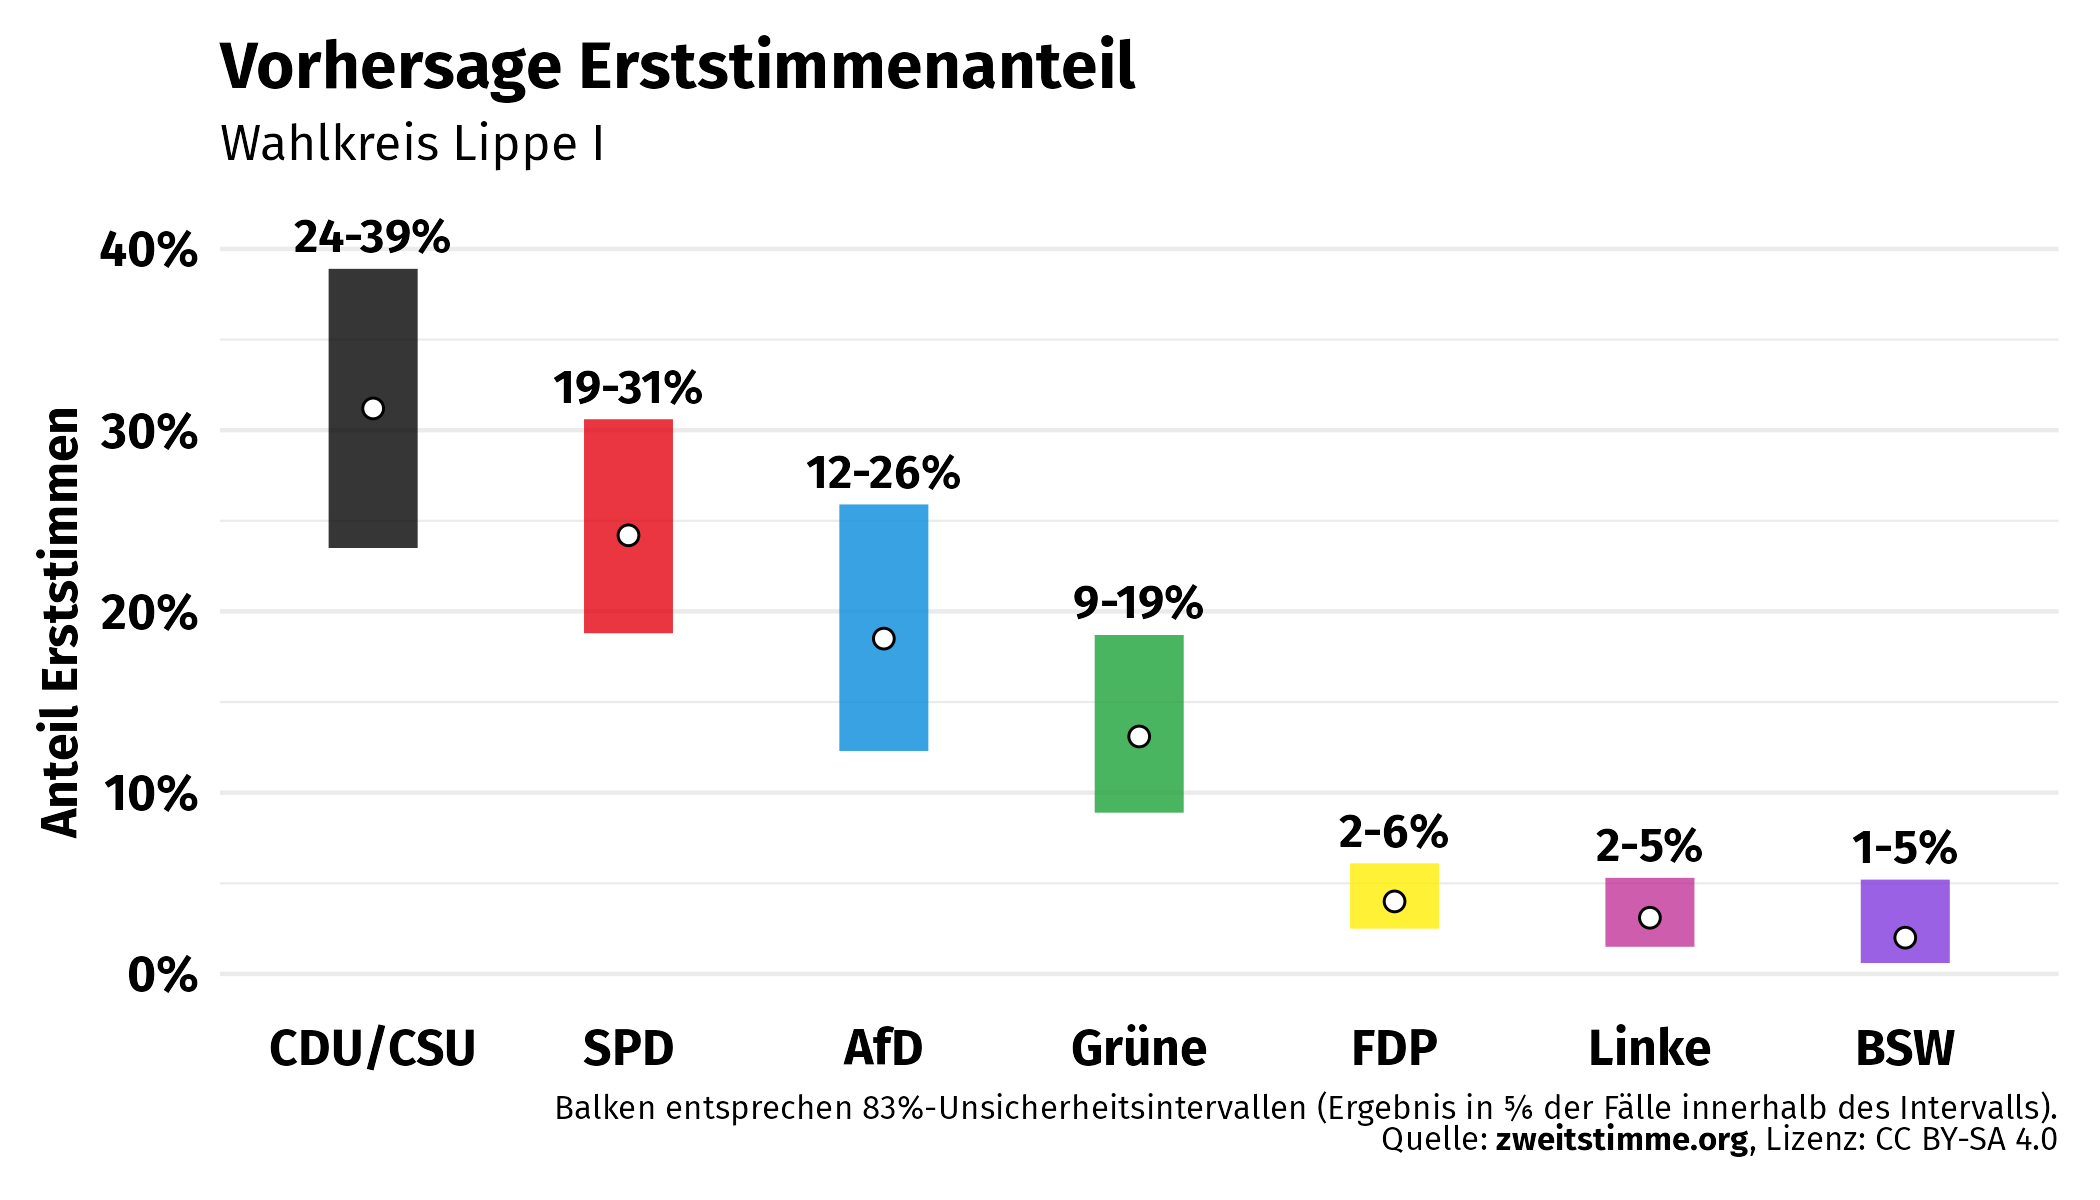 Vorhersage Erststimmenanteil
Wahlkreis Lippe I
Anteil Erststimmen
40%
30%
20%
10%
0%
24-39%
19-31%
12-26%
9-19%
2-6%
2-5%
1-5%
CDU/CSU
SPD
AfD
Grüne
FDP
Linke
BSW
Balken entsprechen 83%-Unsicherheitsintervallen (Ergebnis in ⅚ der Fälle innerhalb des Intervalls).
Quelle: zweitstimme.org, Lizenz: CC BY-SA 4.0